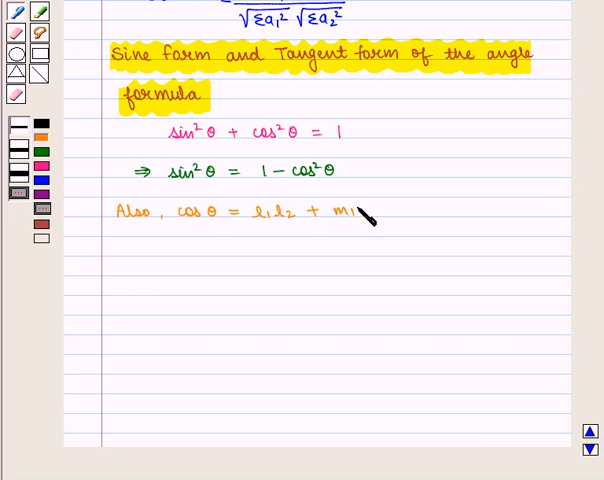 √Σa₁² √Σa₂²
Sine form and Tangent form of the angle
formula
sin²θ + cos²θ = 1
⇒ sin²θ = 1 - cos²θ
Also, cos θ = l₁l₂ + m₁